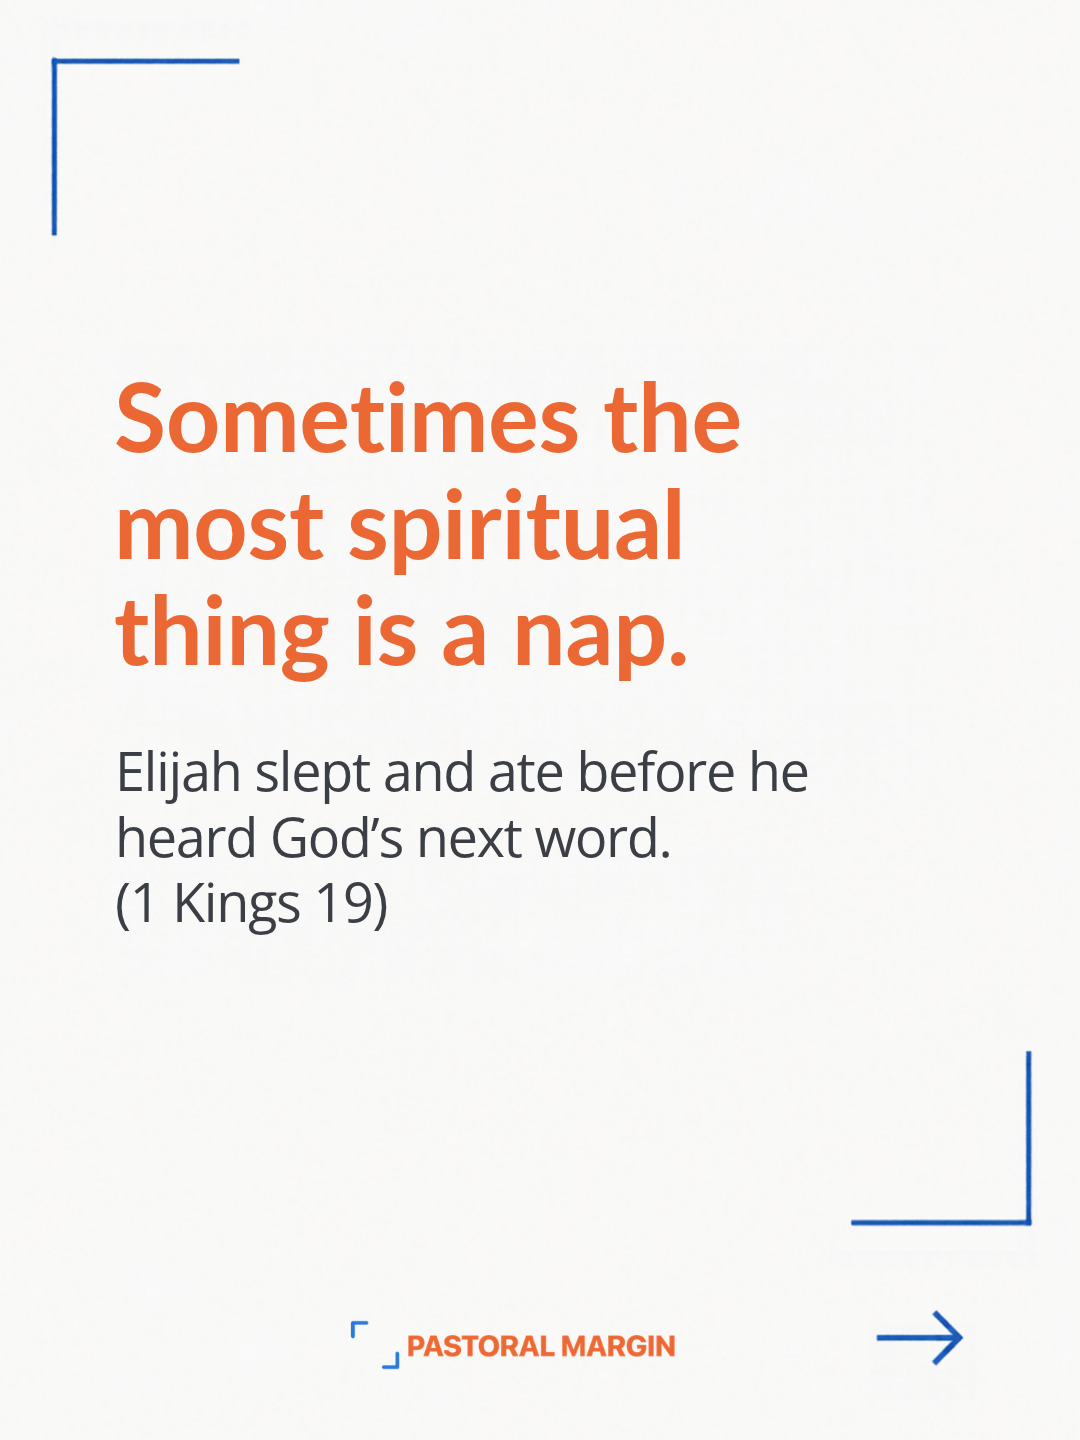 Sometimes the
most spiritual
thing is a nap.
Elijah slept and ate before he
heard God’s next word.
(1 Kings 19)
PASTORAL MARGIN